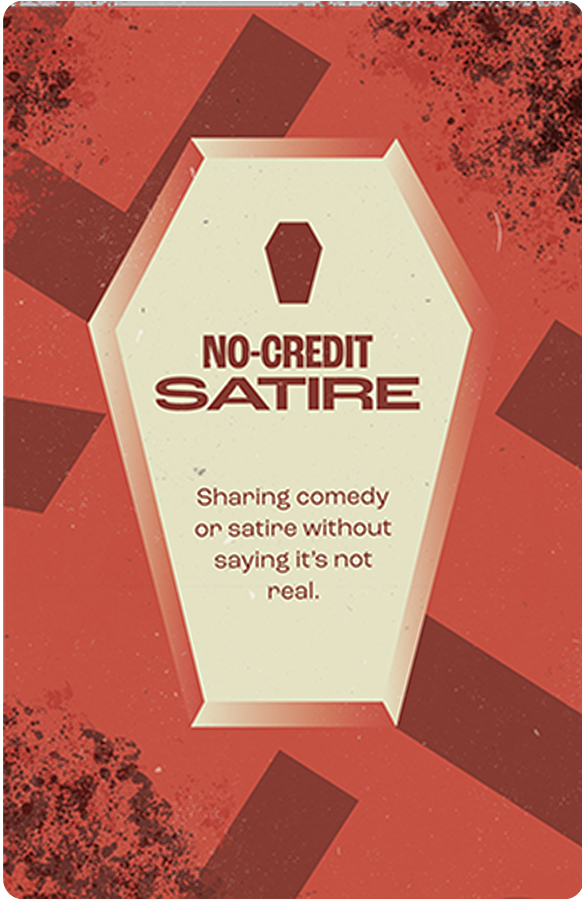 NO-CREDIT
SATIRE
Sharing comedy
or satire without
saying it’s not
real.